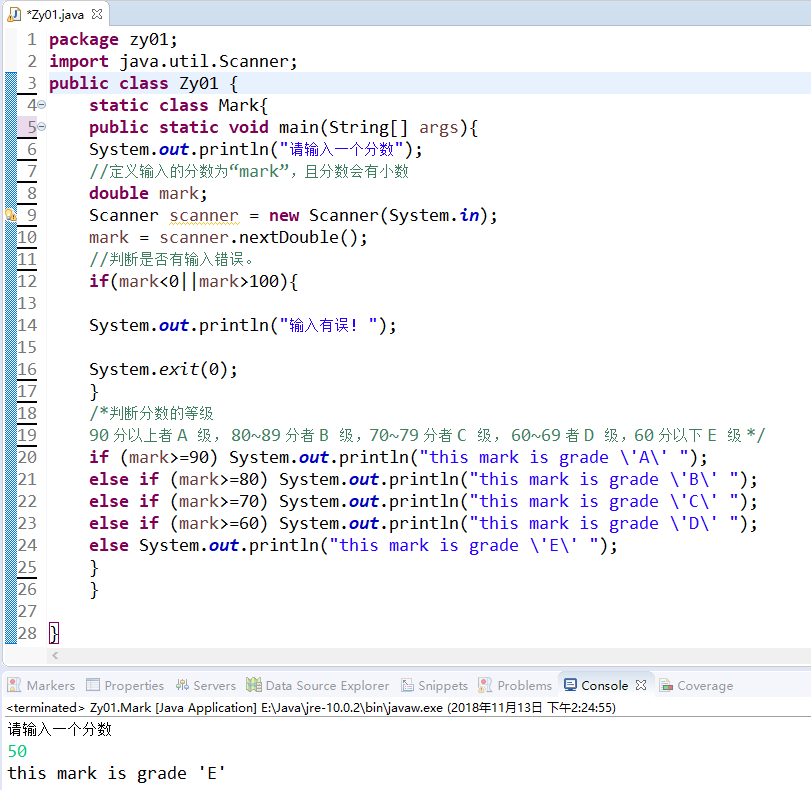 *Zy01.java
1 package zy01;
2 import java.util.Scanner;
3 public class Zy01 {
4 static class Mark{
5 public static void main(String[] args){
6 System.out.println("请输入一个分数");
7 //定义输入的分数为“mark”，且分数会有小数
8 double mark;
9 Scanner scanner = new Scanner(System.in);
10 mark = scanner.nextDouble();
11 //判断是否有输入错误。
12 if(mark<0||mark>100){
13
14 System.out.println("输入有误! ");
15
16 System.exit(0);
17 }
18 /*判断分数的等级
19 90分以上者A 级, 80~89分者B 级,70~79分者C 级, 60~69者D 级,60分以下E 级*/
20 if (mark>=90) System.out.println("this mark is grade \'A\' ");
21 else if (mark>=80) System.out.println("this mark is grade \'B\' ");
22 else if (mark>=70) System.out.println("this mark is grade \'C\' ");
23 else if (mark>=60) System.out.println("this mark is grade \'D\' ");
24 else System.out.println("this mark is grade \'E\' ");
25 }
26 }
27
28 }
Markers Properties Servers Data Source Explorer Snippets Problems Console Coverage
<terminated> Zy01.Mark [Java Application] E:\Java\jre-10.0.2\bin\javaw.exe (2018年11月13日 下午2:24:55)
请输入一个分数
50
this mark is grade 'E'